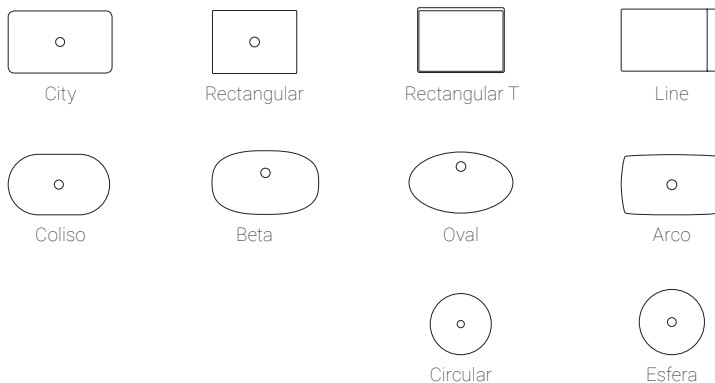 City
Rectangular
Rectangular T
Line
Coliso
Beta
Oval
Arco
Circular
Esfera